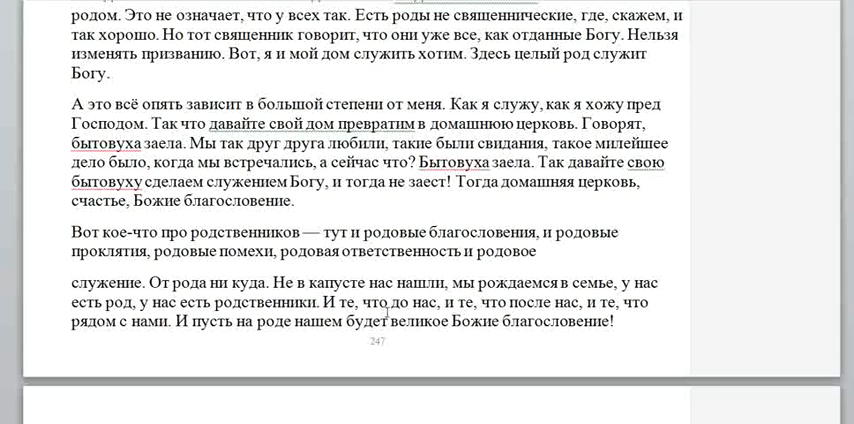 родом. Это не означает, что у всех так. Есть роды не священнические, где, скажем, и
так хорошо. Но тот священник говорит, что они уже все, как отданные Богу. Нельзя
изменять призванию. Вот, я и мой дом служить хотим. Здесь целый род служит
Богу.
А это всё опять зависит в большой степени от меня. Как я служу, как я хожу пред
Господом. Так что давайте свой дом превратим в домашнюю церковь. Говорят,
бытовуха заела. Мы так друг друга любили, такие были свидания, такое милейшее
дело было, когда мы встречались, а сейчас что? Бытовуха заела. Так давайте свою
бытовуху сделаем служением Богу, и тогда не заест! Тогда домашняя церковь,
счастье, Божие благословение.
Вот кое-что про родственников — тут и родовые благословения, и родовые
проклятия, родовые помехи, родовая ответственность и родовое
служение. От рода ни куда. Не в капусте нас нашли, мы рождаемся в семье, у нас
есть род, у нас есть родственники. И те, что до нас, и те, что после нас, и те, что
рядом с нами. И пусть на роде нашем будет великое Божие благословение!
247